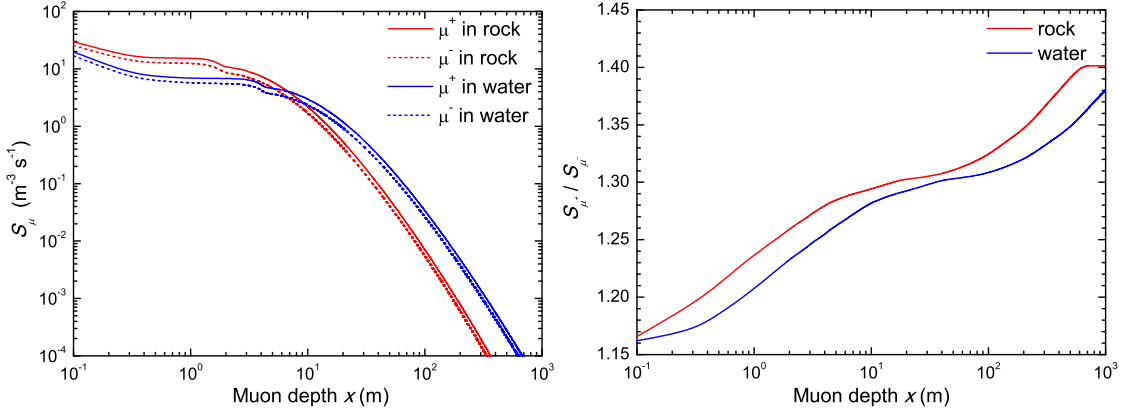 10²
10¹
10⁰
10⁻¹
10⁻²
10⁻³
10⁻⁴
S_μ (m⁻³ s⁻¹)
μ⁺ in rock
μ⁻ in rock
μ⁺ in water
μ⁻ in water
10⁻¹ 10⁰ 10¹ 10² 10³
Muon depth x (m)
1.45
1.40
1.35
1.30
1.25
1.20
1.15
S_μ⁺ / S_μ⁻
rock
water
10⁻¹ 10⁰ 10¹ 10² 10³
Muon depth x (m)